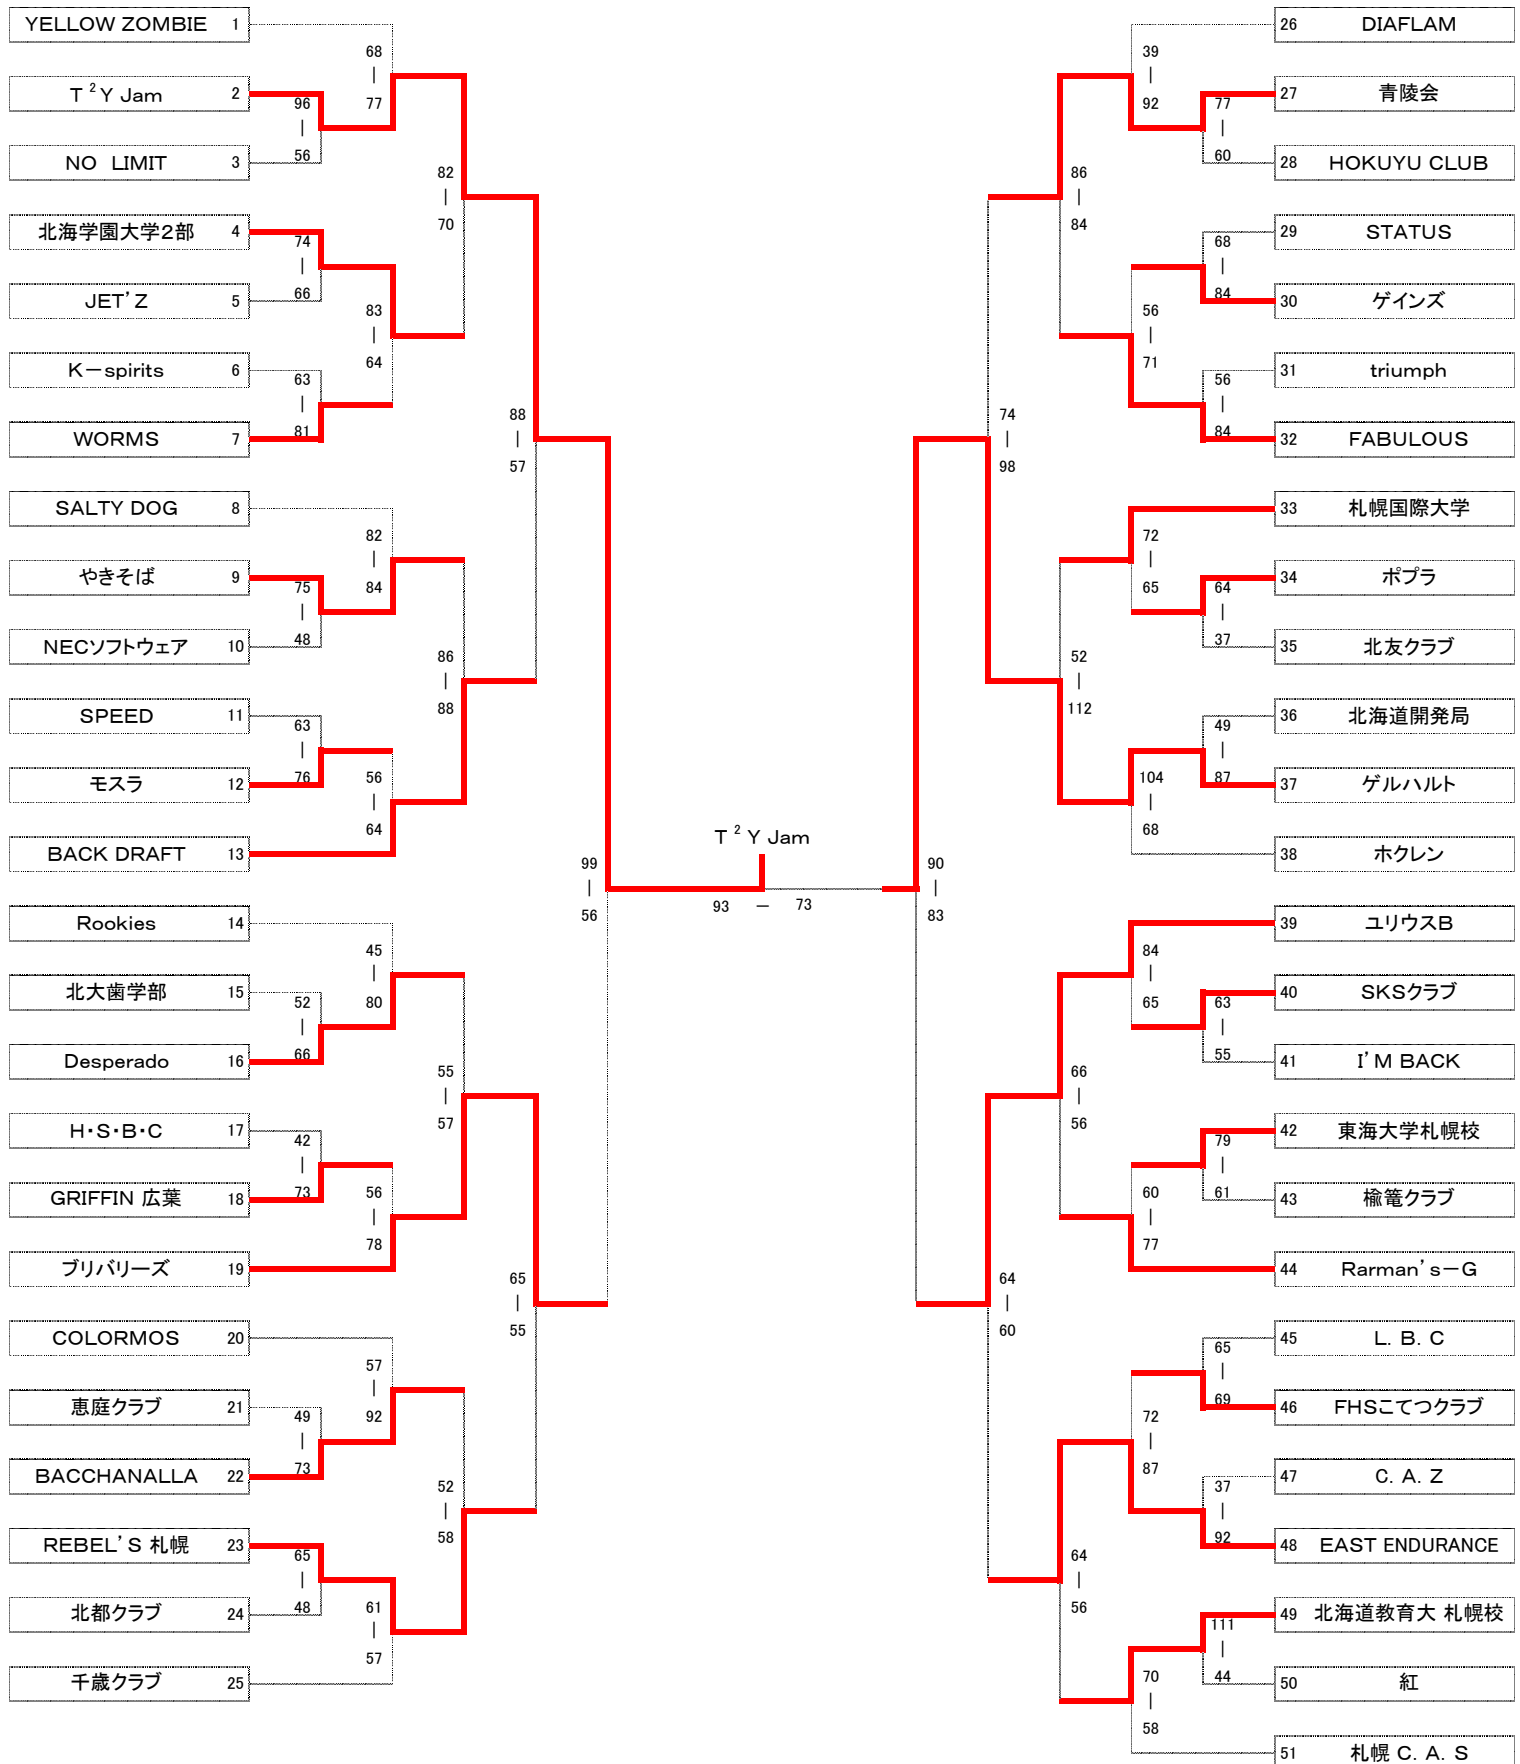 YELLOW ZOMBIE 1
68
|
77
T ² Y Jam 2
96
|
56
NO LIMIT 3
82
|
70
北海学園大学2部 4
74
|
66
JET'Z 5
83
|
64
K-spirits 6
63
|
81
WORMS 7
88
|
57
SALTY DOG 8
82
|
84
やきそば 9
75
|
48
NECソフトウェア 10
86
|
88
SPEED 11
63
|
76
モスラ 12
56
|
64
BACK DRAFT 13
99
|
56
Rookies 14
45
|
80
北大歯学部 15
52
|
66
Desperado 16
55
|
57
H・S・B・C 17
42
|
73
GRIFFIN 広葉 18
56
|
78
ブリバリーズ 19
65
|
55
COLORMOS 20
57
|
92
恵庭クラブ 21
49
|
73
BACCHANALLA 22
52
|
58
REBEL'S 札幌 23
65
|
48
北都クラブ 24
61
|
57
千歳クラブ 25
T ² Y Jam
93 － 73
26 DIAFLAM
39
|
92
27 青陵会
77
|
60
28 HOKUYU CLUB
86
|
84
29 STATUS
68
|
84
30 ゲインズ
56
|
71
31 triumph
56
|
84
32 FABULOUS
74
|
98
33 札幌国際大学
72
|
65
34 ポプラ
64
|
37
35 北友クラブ
52
|
112
36 北海道開発局
49
|
87
37 ゲルハルト
104
|
68
38 ホクレン
90
|
83
39 ユリウスB
84
|
65
40 SKSクラブ
63
|
55
41 I'M BACK
66
|
56
42 東海大学札幌校
79
|
61
43 楡篭クラブ
60
|
77
44 Rarman's-G
64
|
60
45 L. B. C
65
|
69
46 FHSこてつクラブ
72
|
87
47 C. A. Z
37
|
92
48 EAST ENDURANCE
64
|
56
49 北海道教育大 札幌校
111
|
44
50 紅
70
|
58
51 札幌 C. A. S